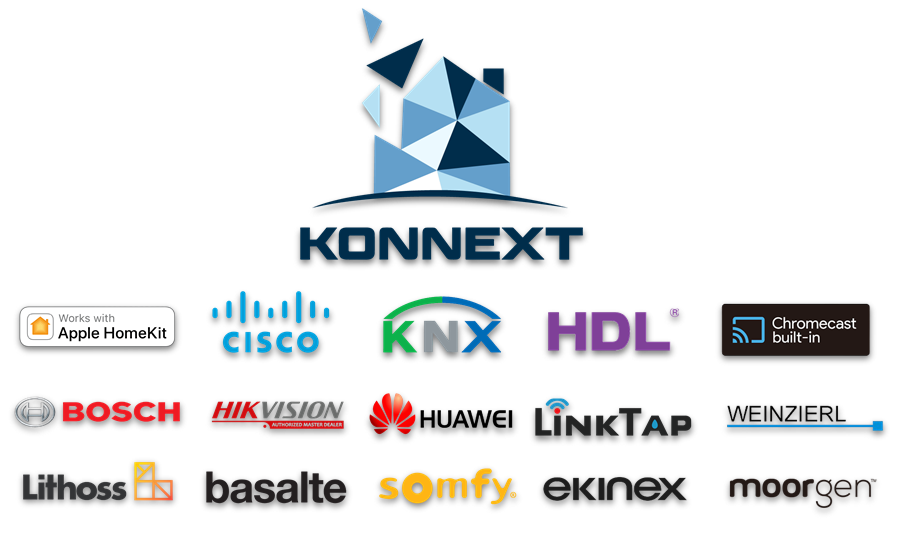 KONNEXT
Works with
Apple HomeKit
CISCO
KNX
HDL®
Chromecast
built-in
BOSCH
HIKVISION
AUTHORIZED MASTER DEALER
HUAWEI
LINKTAP
WEINZIERL
Lithoss
basalte
somfy®
EKINEX
moorgen™